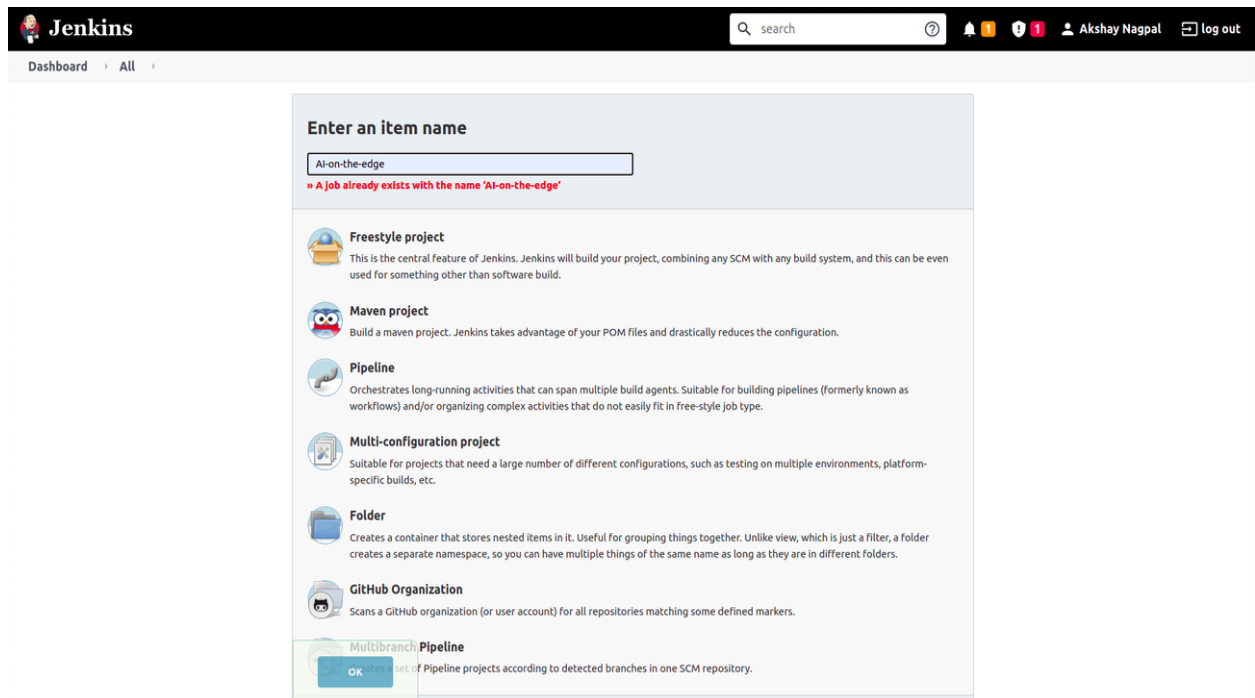 Jenkins
search
1
1
Akshay Nagpal
log out
Dashboard
All
Enter an item name
AI-on-the-edge
» A job already exists with the name ‘AI-on-the-edge’
Freestyle project
This is the central feature of Jenkins. Jenkins will build your project, combining any SCM with any build system, and this can be even
used for something other than software build.
Maven project
Build a maven project. Jenkins takes advantage of your POM files and drastically reduces the configuration.
Pipeline
Orchestrates long-running activities that can span multiple build agents. Suitable for building pipelines (formerly known as
workflows) and/or organizing complex activities that do not easily fit in free-style job type.
Multi-configuration project
Suitable for projects that need a large number of different configurations, such as testing on multiple environments, platform-
specific builds, etc.
Folder
Creates a container that stores nested items in it. Useful for grouping things together. Unlike view, which is just a filter, a folder
creates a separate namespace, so you can have multiple things of the same name as long as they are in different folders.
GitHub Organization
Scans a GitHub organization (or user account) for all repositories matching some defined markers.
Multibranch Pipeline
Creates a set of Pipeline projects according to detected branches in one SCM repository.
OK